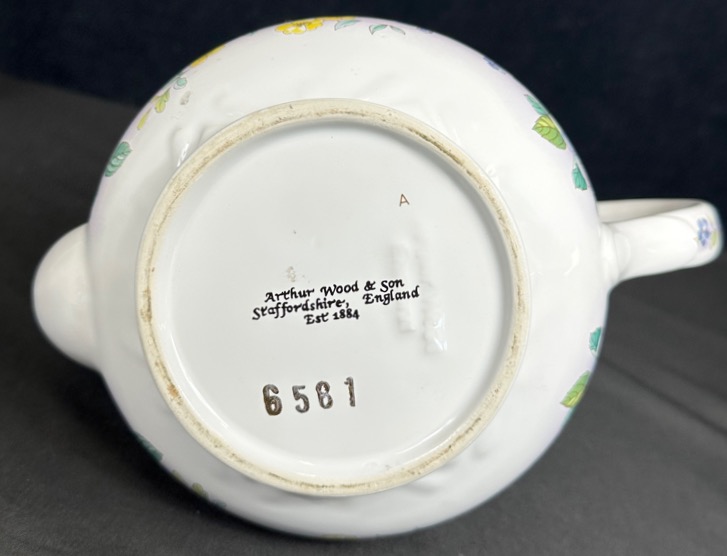 A
Arthur Wood & Son
Staffordshire, England
Est 1884
6561